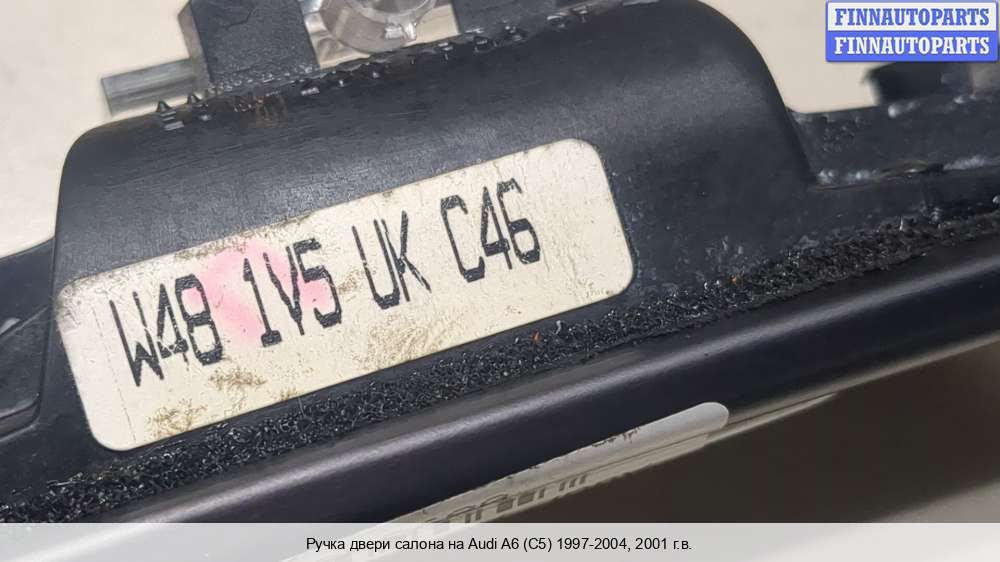 FINNAUTOPARTS
FINNAUTOPARTS
W48 1V5 UK C46
Ручка двери салона на Audi A6 (C5) 1997-2004, 2001 г.в.